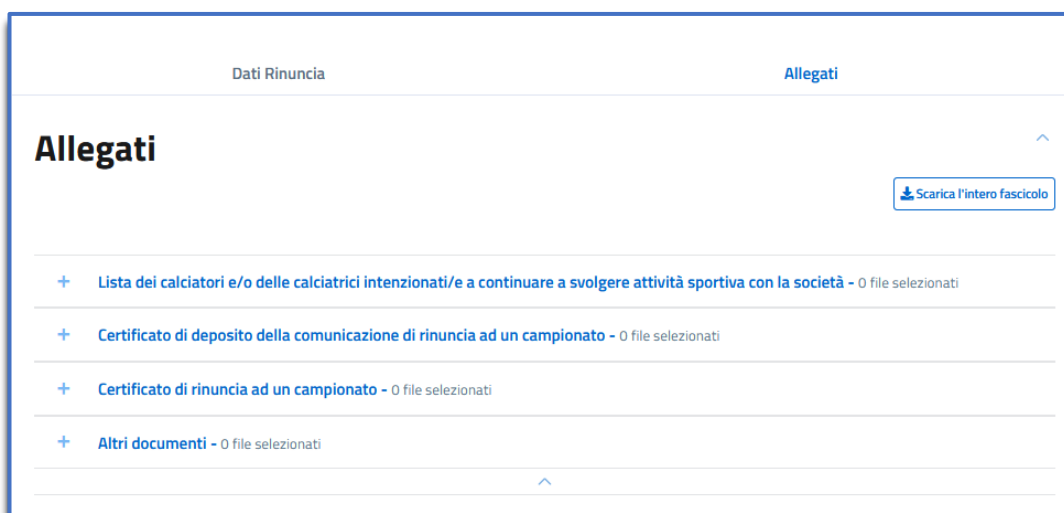 Dati Rinuncia
Allegati
Allegati
Scarica l'intero fascicolo
Lista dei calciatori e/o delle calciatrici intenzionati/e a continuare a svolgere attività sportiva con la società - 0 file selezionati
Certificato di deposito della comunicazione di rinuncia ad un campionato - 0 file selezionati
Certificato di rinuncia ad un campionato - 0 file selezionati
Altri documenti - 0 file selezionati